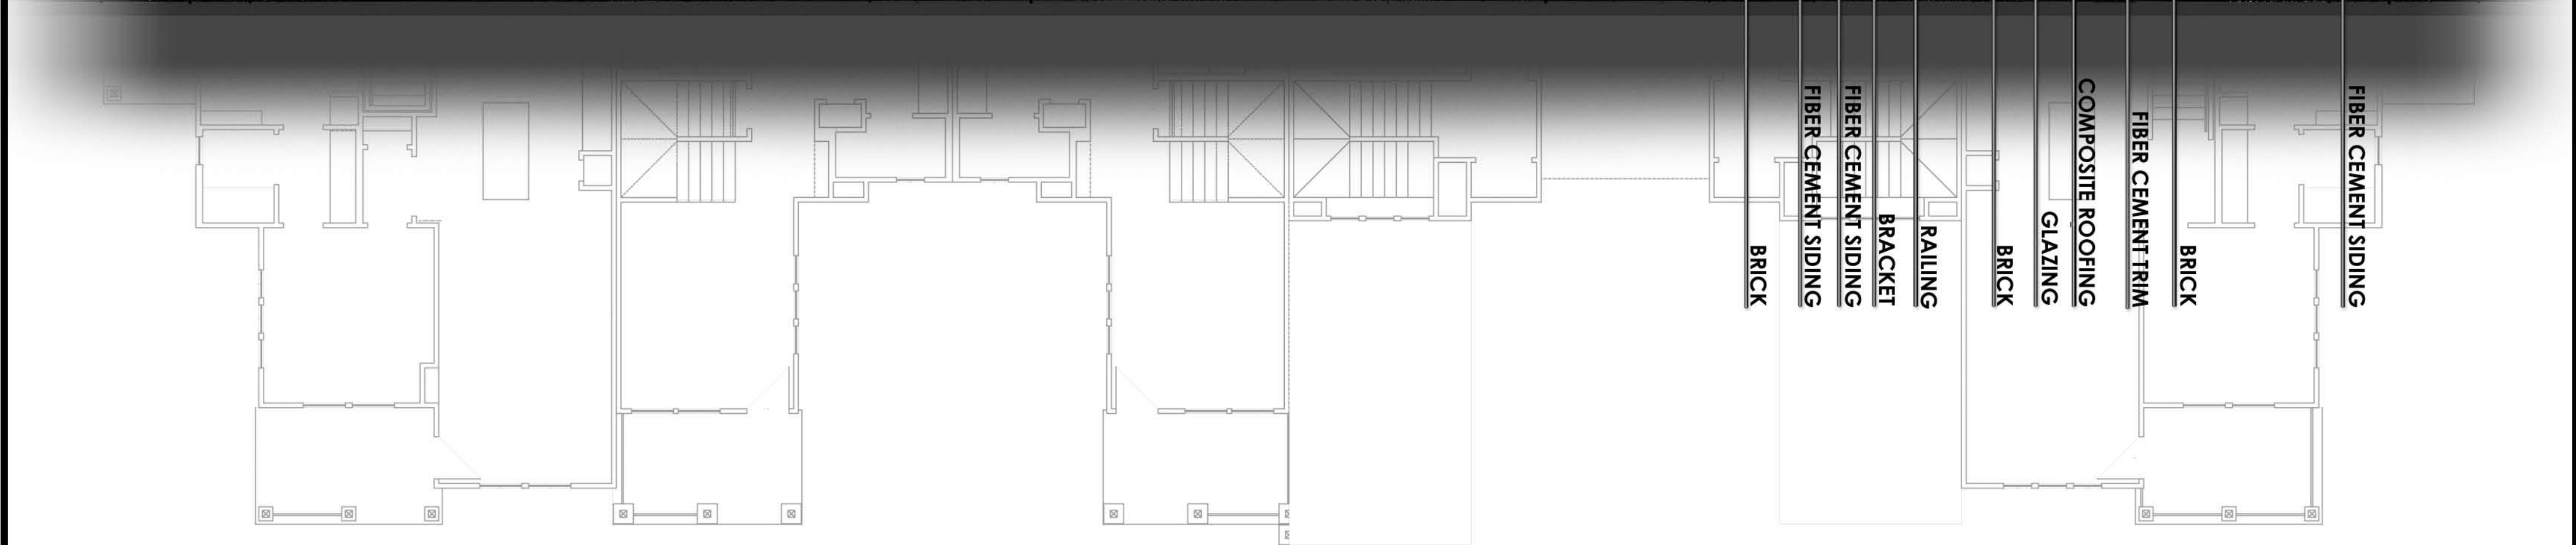 BRICK
FIBER CEMENT SIDING
FIBER CEMENT SIDING
BRACKET
RAILING
BRICK
GLAZING
COMPOSITE ROOFING
FIBER CEMENT TRIM
BRICK
FIBER CEMENT SIDING